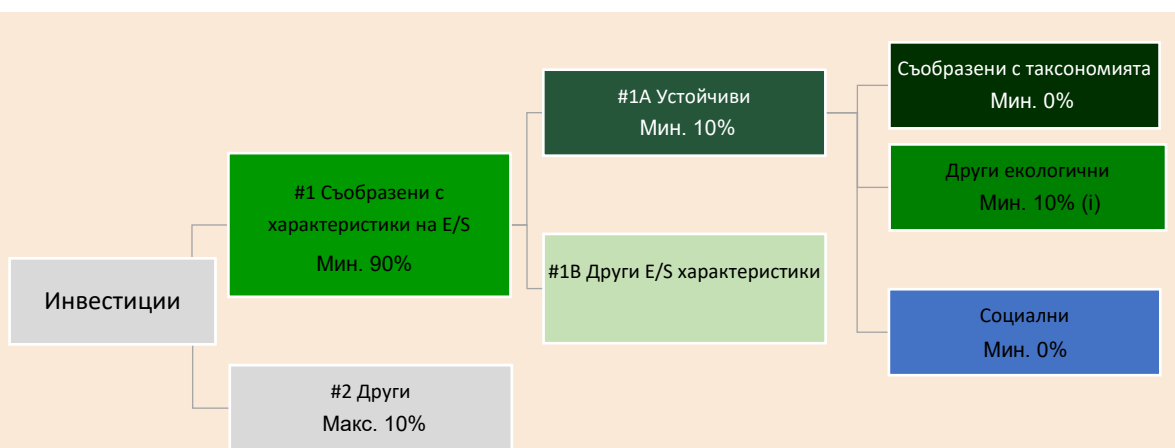 Инвестиции
#1 Съобразени с
характеристики на E/S
Мин. 90%
#2 Други
Макс. 10%
#1A Устойчиви
Мин. 10%
#1B Други E/S характеристики
Съобразени с таксономията
Мин. 0%
Други екологични
Мин. 10% (i)
Социални
Мин. 0%